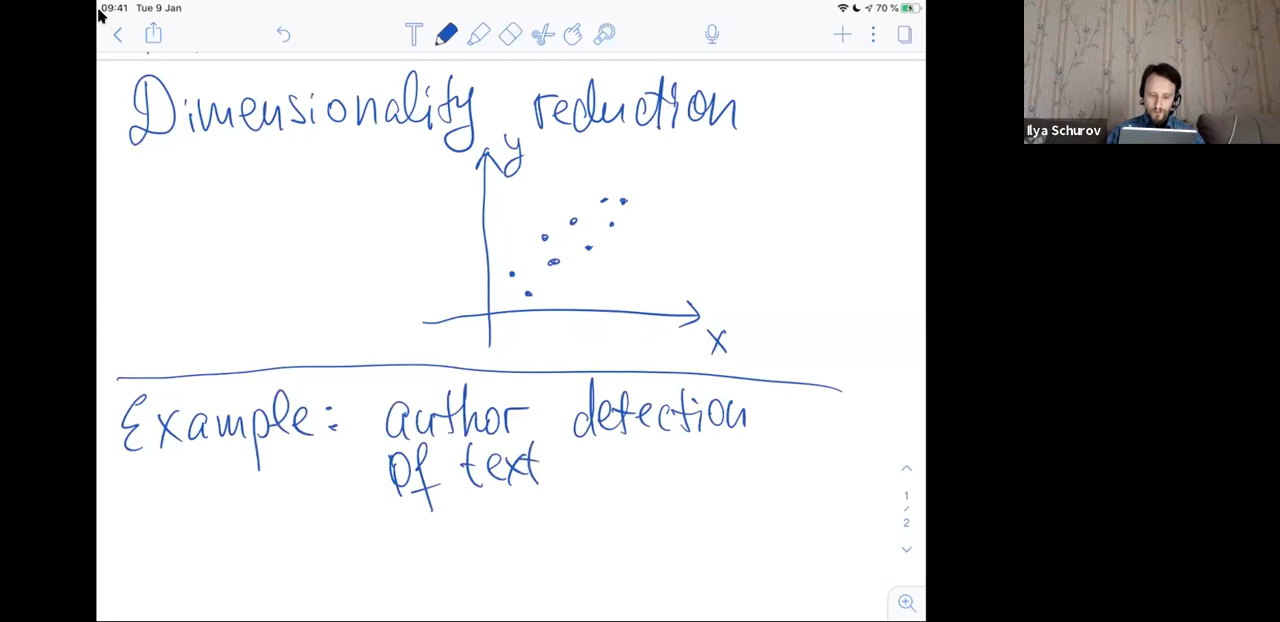 09:41 Tue 9 Jan
70 %
Dimensionality reduction
y
x
Example: author detection
of text
1
/
2
Ilya Schurov